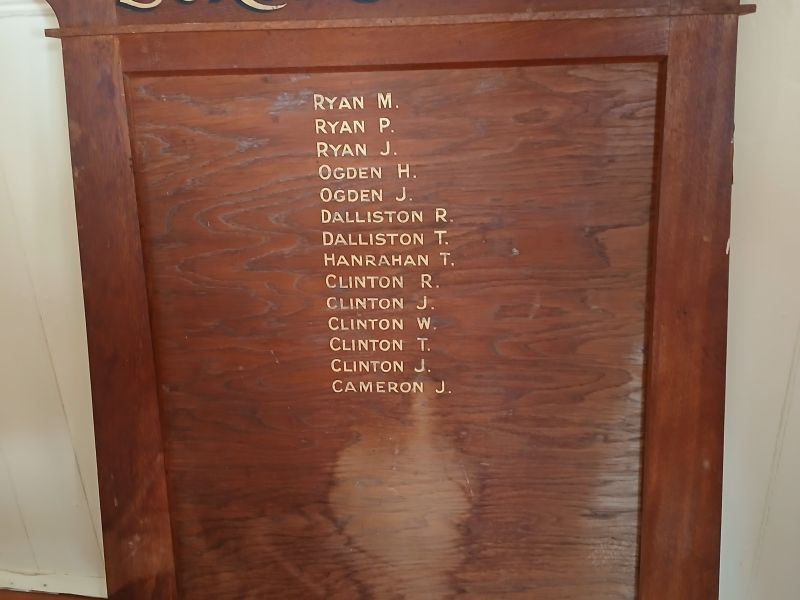 RYAN M.
RYAN P.
RYAN J.
OGDEN H.
OGDEN J.
DALLISTON R.
DALLISTON T.
HANRAHAN T.
CLINTON R.
CLINTON J.
CLINTON W.
CLINTON T.
CLINTON J.
CAMERON J.